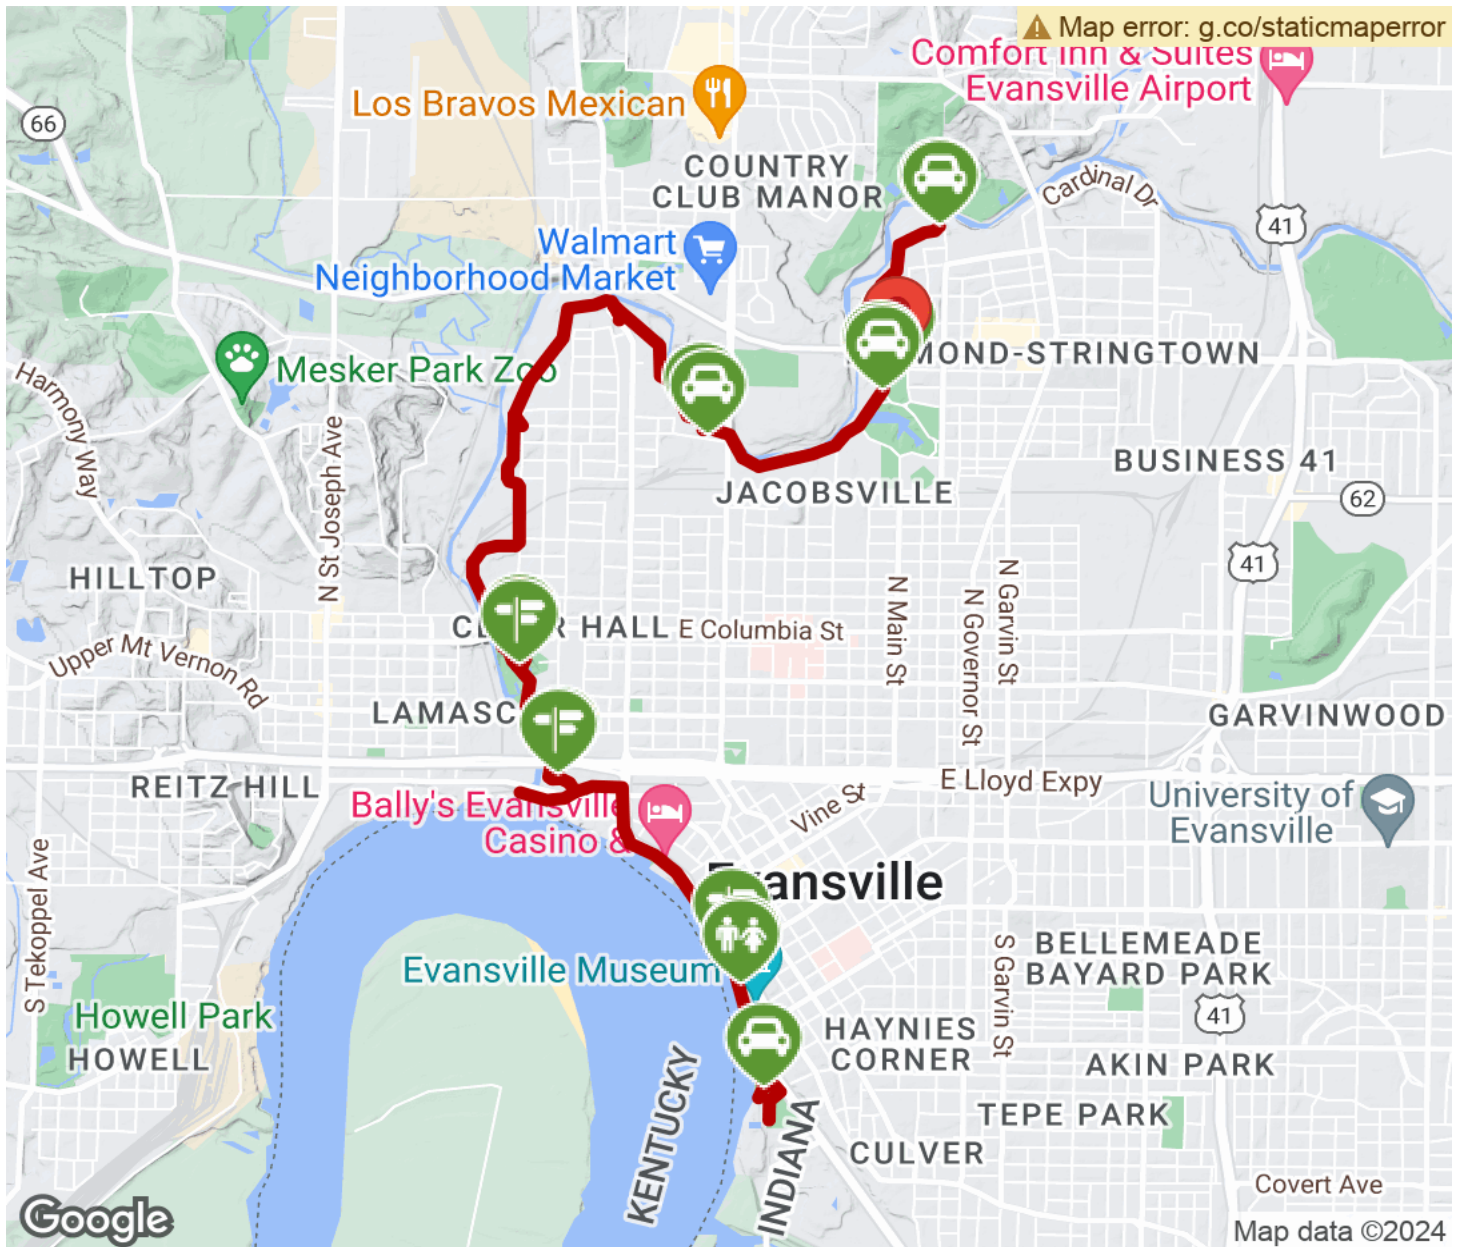 Map error: g.co/staticmaperror
Comfort Inn & Suites
Evansville Airport
Los Bravos Mexican
66
COUNTRY
CLUB MANOR
Cardinal Dr
41
Walmart
Neighborhood Market
MOND-STRINGTOWN
Mesker Park Zoo
Harmony Way
N St Joseph Ave
BUSINESS 41
JACOBSVILLE
62
41
HILLTOP
N Main St
N Governor St
N Garvin St
HALL
E Columbia St
Upper Mt Vernon Rd
LAMASC
GARVINWOOD
REITZ HILL
E Lloyd Expy
Bally's Evansville
Casino &
Vine St
University of
Evansville
S Tekoppel Ave
Evansville
BELLEMEADE
BAYARD PARK
Evansville Museum
S Garvin St
Howell Park
HOWELL
41
HAYNIES
CORNER
AKIN PARK
KENTUCKY
INDIANA
TEPE PARK
CULVER
Covert Ave
Google
Map data ©2024